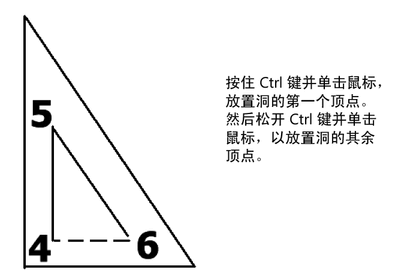 5
4
6
按住 Ctrl 键并单击鼠标，
放置洞的第一个顶点。
然后松开 Ctrl 键并单击
鼠标，以放置洞的其余
顶点。